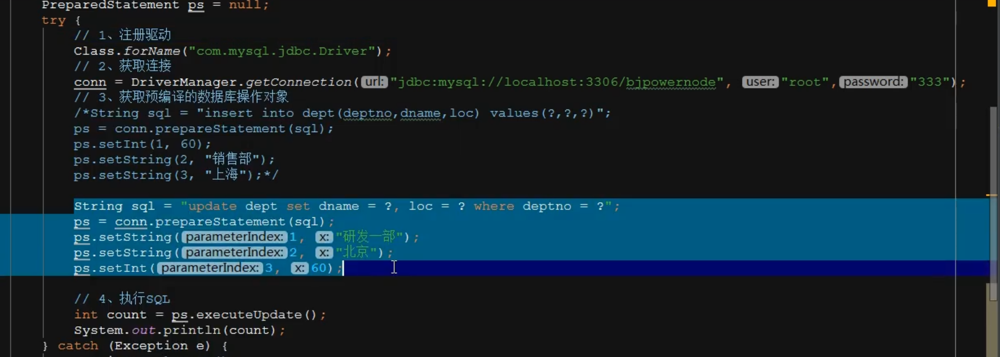 PreparedStatement ps = null;
try {
// 1、注册驱动
Class.forName("com.mysql.jdbc.Driver");
// 2、获取连接
conn = DriverManager.getConnection( url: "jdbc:mysql://localhost:3306/bjpowernode", user: "root", password: "333");
// 3、获取预编译的数据库操作对象
/*String sql = "insert into dept(deptno,dname,loc) values(?,?,?)";
ps = conn.prepareStatement(sql);
ps.setInt(1, 60);
ps.setString(2, "销售部");
ps.setString(3, "上海");*/
String sql = "update dept set dname = ?, loc = ? where deptno = ?";
ps = conn.prepareStatement(sql);
ps.setString( parameterIndex: 1, x: "研发一部");
ps.setString( parameterIndex: 2, x: "北京");
ps.setInt( parameterIndex: 3, x: 60);
// 4、执行SQL
int count = ps.executeUpdate();
System.out.println(count);
} catch (Exception e) {